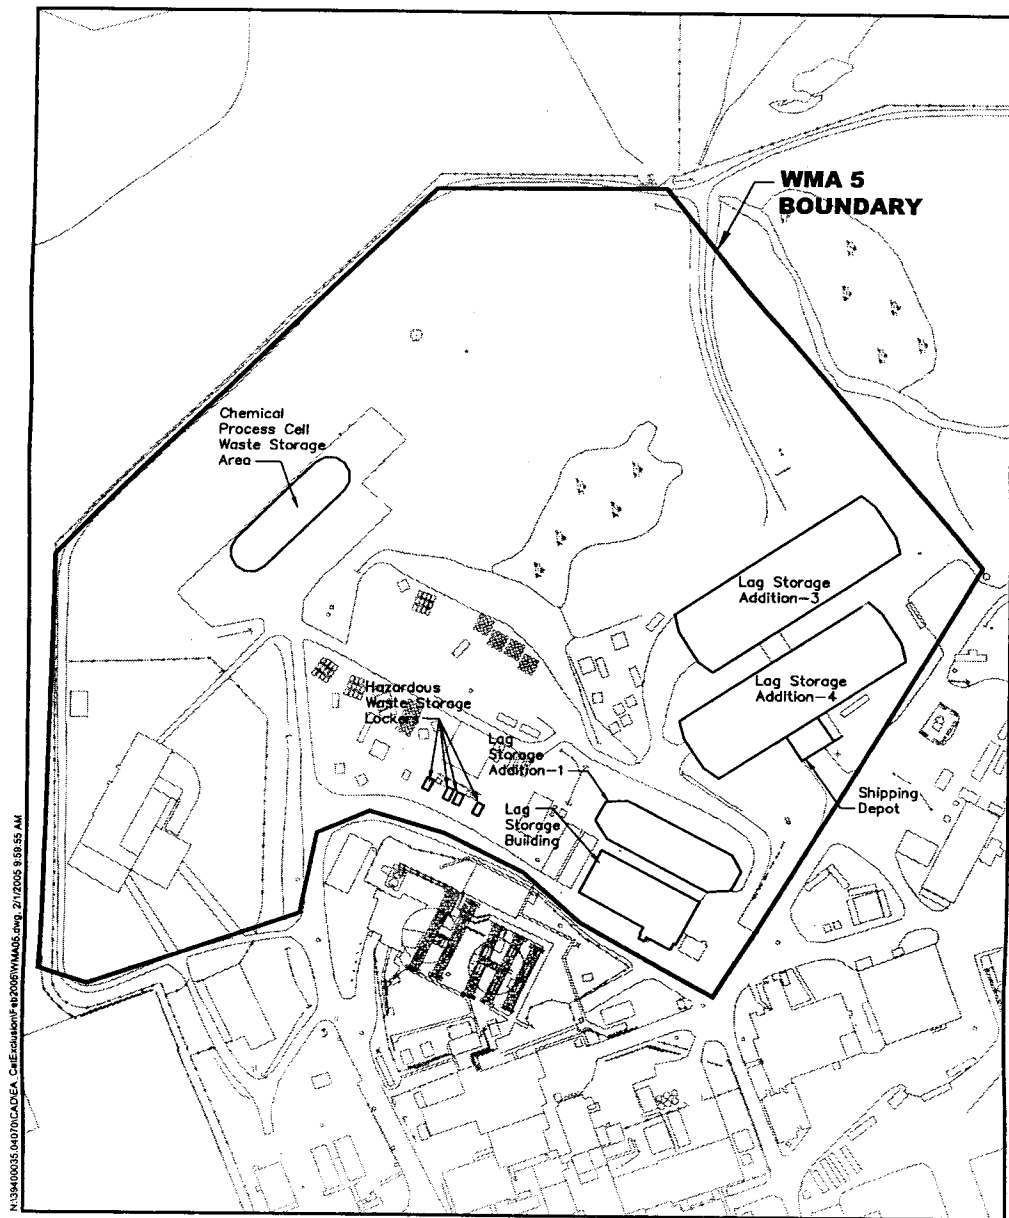 WMA 5
BOUNDARY
Chemical
Process Cell
Waste Storage
Area
Lag Storage
Addition-3
Lag Storage
Addition-4
Hazardous
Waste Storage
Lockers
Lag
Storage
Addition-1
Lag
Storage
Building
Shipping
Depot
N:\39400035.04070\CAD\EA_CatExclusion\Feb2005\WMA05.dwg, 2/1/2005 9:59:55 AM